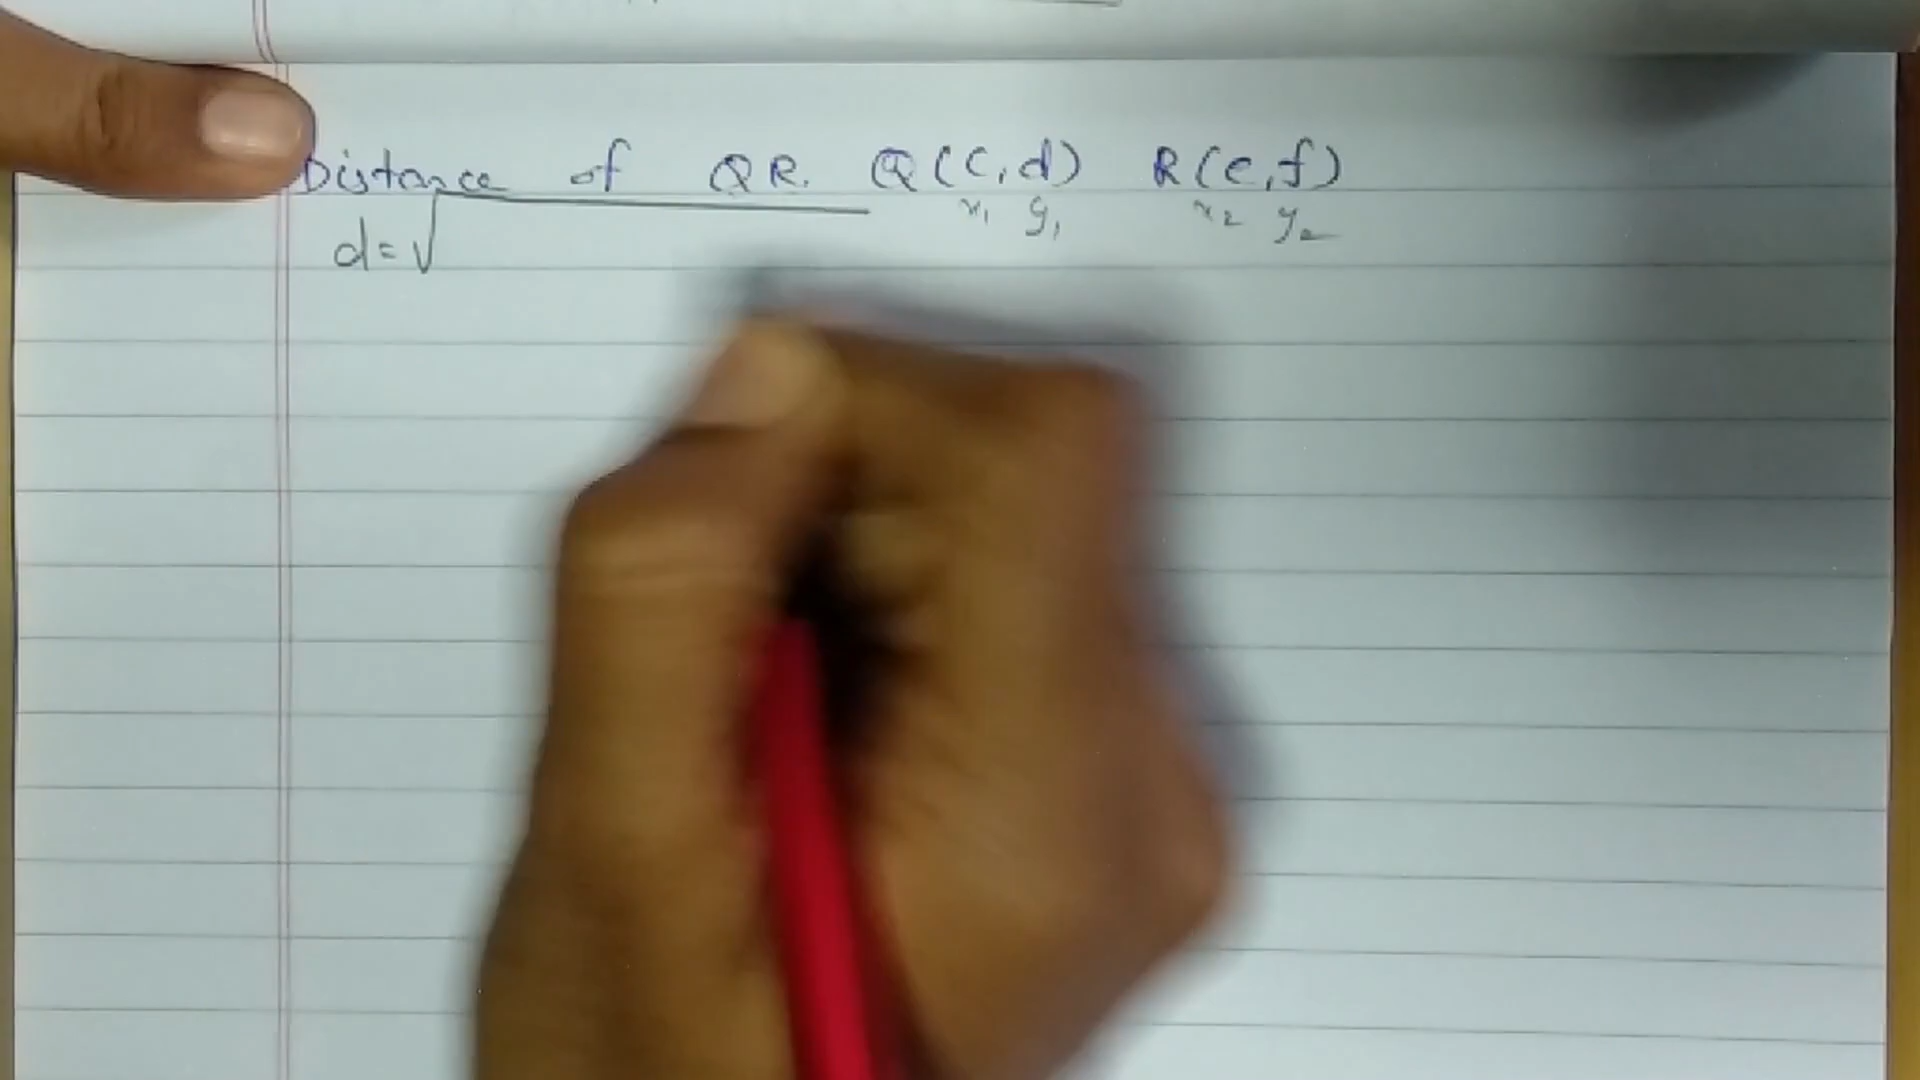 Distance of QR. Q(c,d) R(e,f)
x₁ y₁ x₂ y₂
d=√